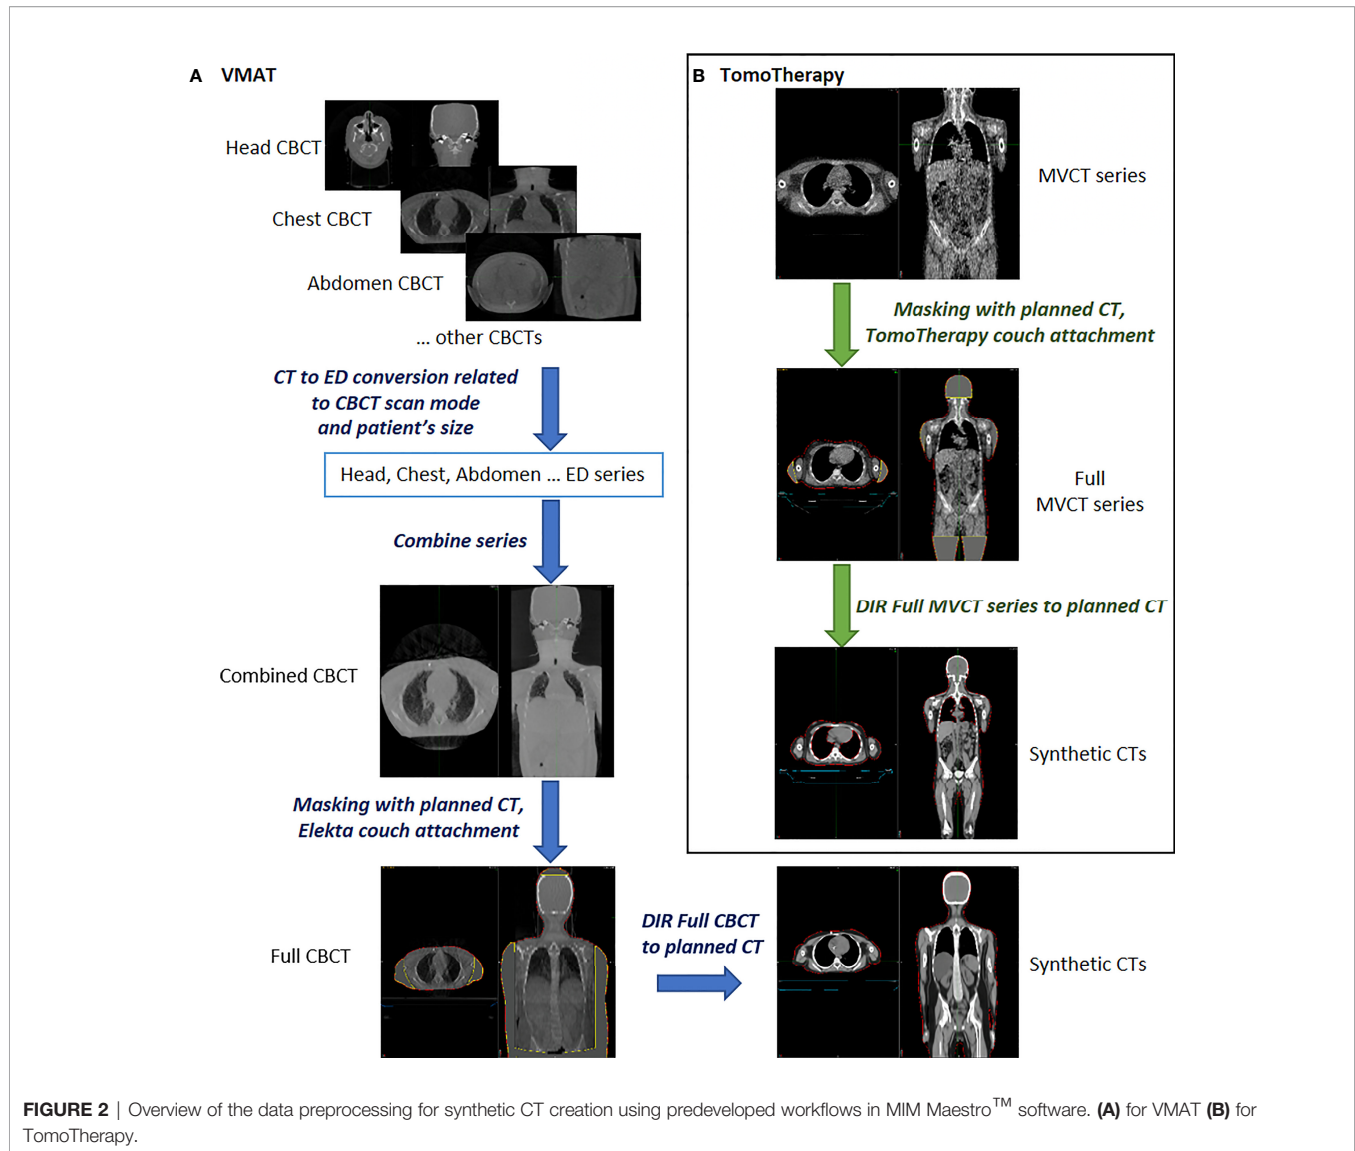 A VMAT
Head CBCT
Chest CBCT
Abdomen CBCT
... other CBCTs
CT to ED conversion related
to CBCT scan mode
and patient's size
Head, Chest, Abdomen ... ED series
Combine series
Combined CBCT
Masking with planned CT,
Elekta couch attachment
Full CBCT
DIR Full CBCT
to planned CT
Synthetic CTs
B TomoTherapy
MVCT series
Masking with planned CT,
TomoTherapy couch attachment
Full
MVCT series
DIR Full MVCT series to planned CT
Synthetic CTs
FIGURE 2 | Overview of the data preprocessing for synthetic CT creation using predeveloped workflows in MIM Maestro™ software. (A) for VMAT (B) for
TomoTherapy.